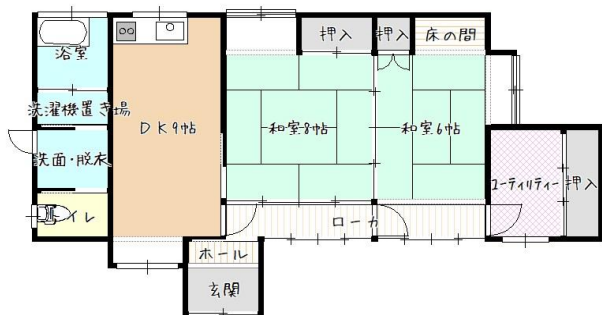 浴室
洗濯機置き場
洗面・脱衣
トイレ
DK9帖
押入
押入
床の間
和室8帖
和室6帖
ユーティリティー
押入
ローカ
ホール
玄関